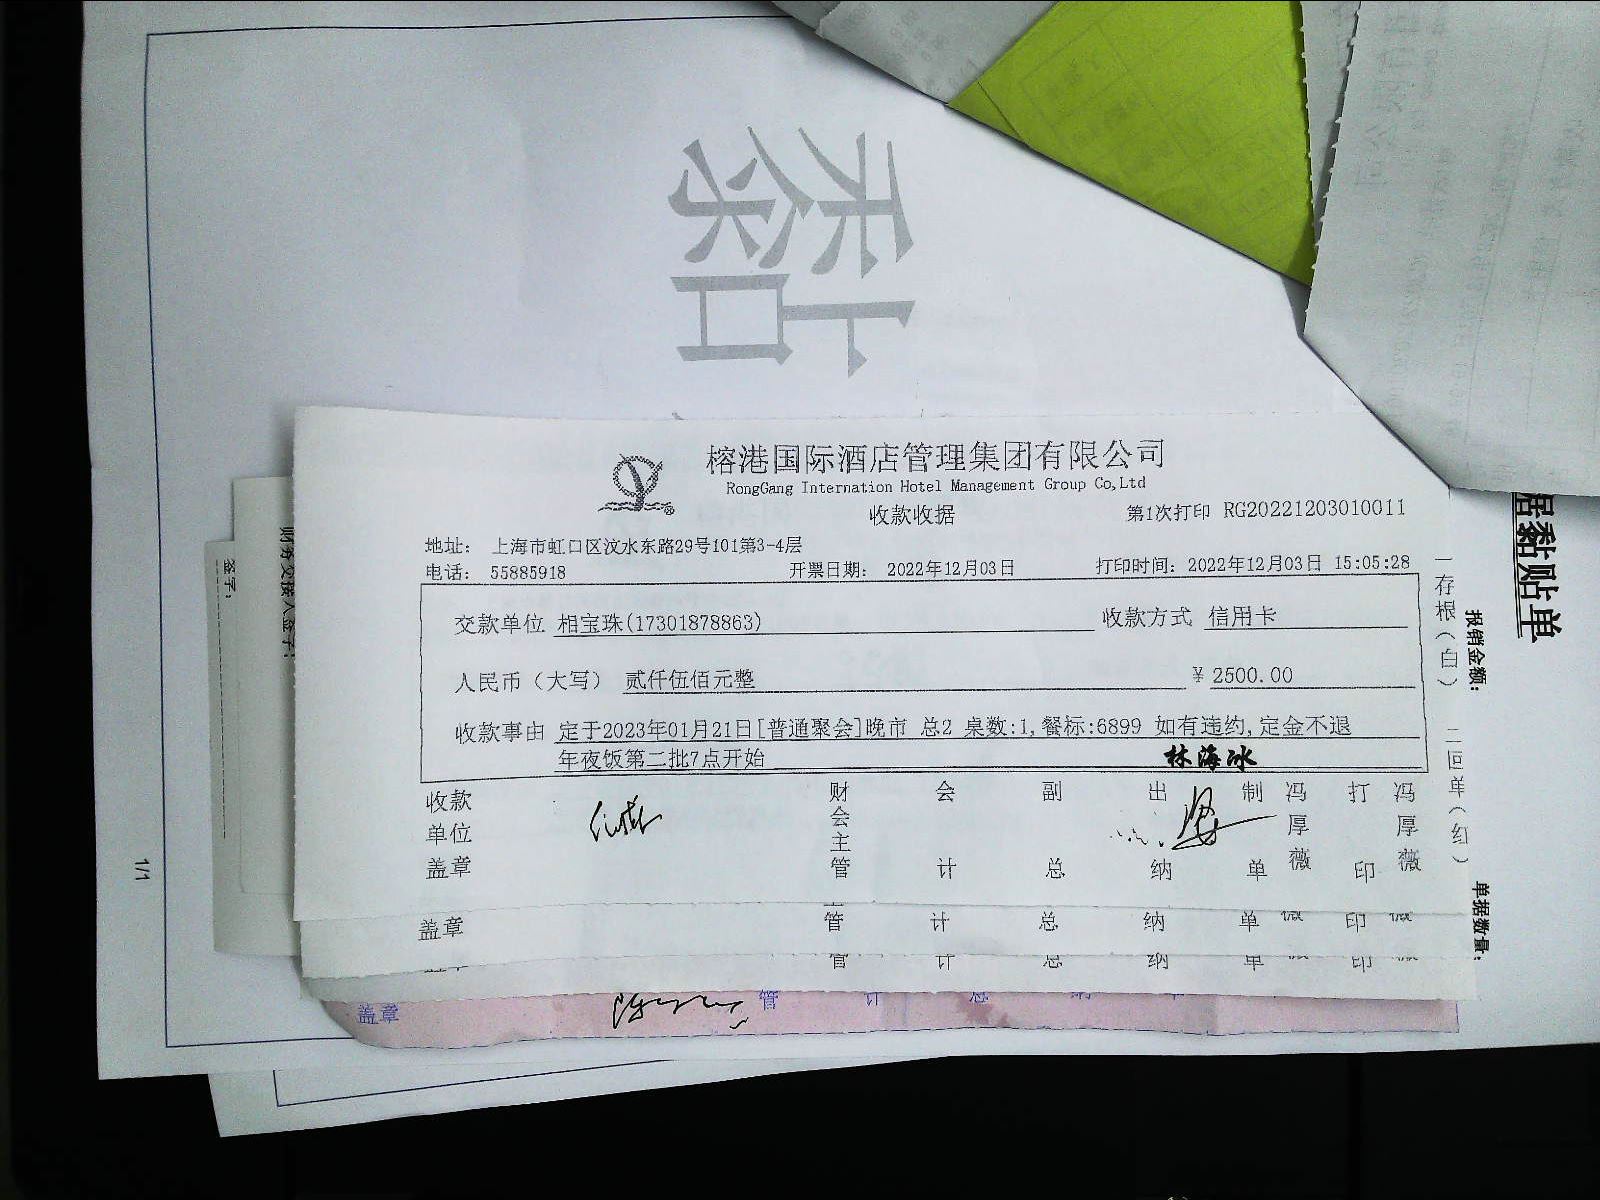 黏
榕港国际酒店管理集团有限公司
RongGang Internation Hotel Management Group Co,Ltd
收款收据
第1次打印 RG20221203010011
地址: 上海市虹口区汶水东路29号101第3-4层
电话: 55885918 开票日期: 2022年12月03日 打印时间: 2022年12月03日 15:05:28
交款单位 相宝珠(17301878863) 收款方式 信用卡
人民币(大写) 贰仟伍佰元整 ¥2500.00
收款事由 定于2023年01月21日[普通聚会]晚市 总2 桌数:1,餐标:6899 如有违约,定金不退
年夜饭第二批7点开始 林海冰
收款单位盖章 财会主管 会计 副总 出纳 制单 冯厚薇 打印 冯厚薇
一存根(白) 二回单(红)
盖章 管 计 总 纳 单 印
管 计 总 纳 单 印
盖章 管 计 总
据黏贴单
报销金额:
单据数量:
财务交接人签字:
签字:
1/1